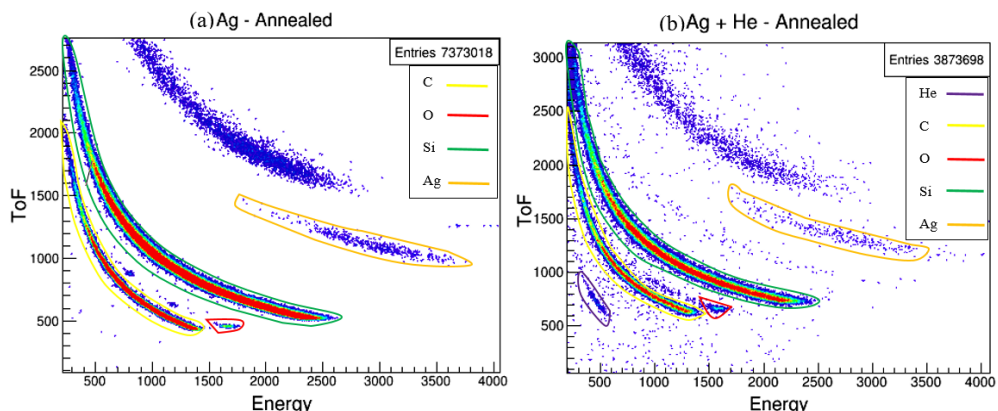 (a) Ag - Annealed
Entries 7373018
C
O
Si
Ag
2500
2000
1500
1000
500
ToF
500 1000 1500 2000 2500 3000 3500 4000
Energy
(b) Ag + He - Annealed
Entries 3873698
He
C
O
Si
Ag
3000
2500
2000
1500
1000
500
ToF
500 1000 1500 2000 2500 3000 3500 4000
Energy